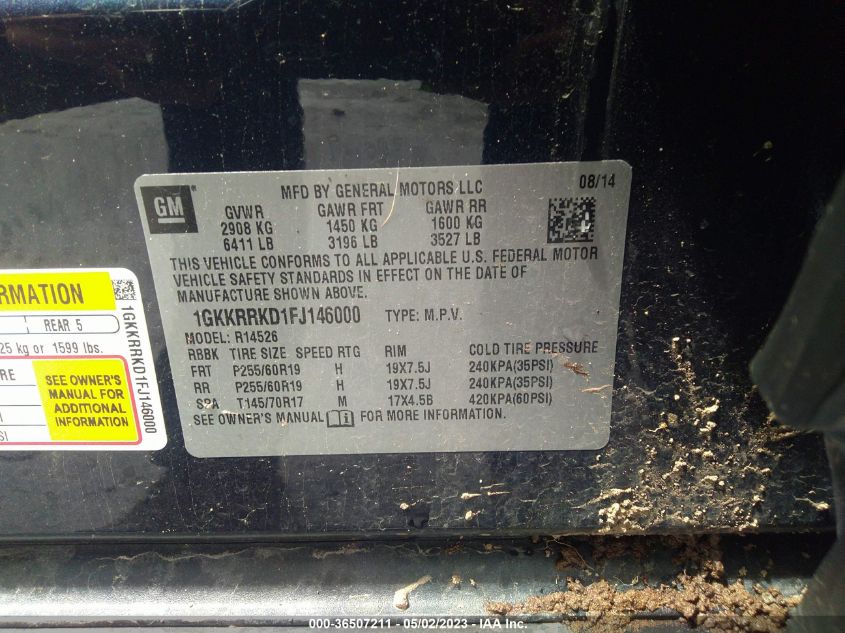 MFD BY GENERAL MOTORS LLC
08/14
GM
GVWR GAWR FRT GAWR RR
2908 KG 1450 KG 1600 KG
6411 LB 3196 LB 3527 LB
THIS VEHICLE CONFORMS TO ALL APPLICABLE U.S. FEDERAL MOTOR
VEHICLE SAFETY STANDARDS IN EFFECT ON THE DATE OF
MANUFACTURE SHOWN ABOVE.
1GKKRRKD1FJ146000 TYPE: M.P.V.
MODEL: R14526
RBBK TIRE SIZE SPEED RTG RIM COLD TIRE PRESSURE
FRT P255/60R19 H 19X7.5J 240KPA(35PSI)
RR P255/60R19 H 19X7.5J 240KPA(35PSI)
SPA T145/70R17 M 17X4.5B 420KPA(60PSI)
SEE OWNER'S MANUAL FOR MORE INFORMATION.
RMATION
REAR 5
25 kg or 1599 lbs.
RE
SEE OWNER'S
MANUAL FOR
ADDITIONAL
INFORMATION
SI
1GKKRRKD1FJ146000
000-36507211 - 05/02/2023 - IAA Inc.